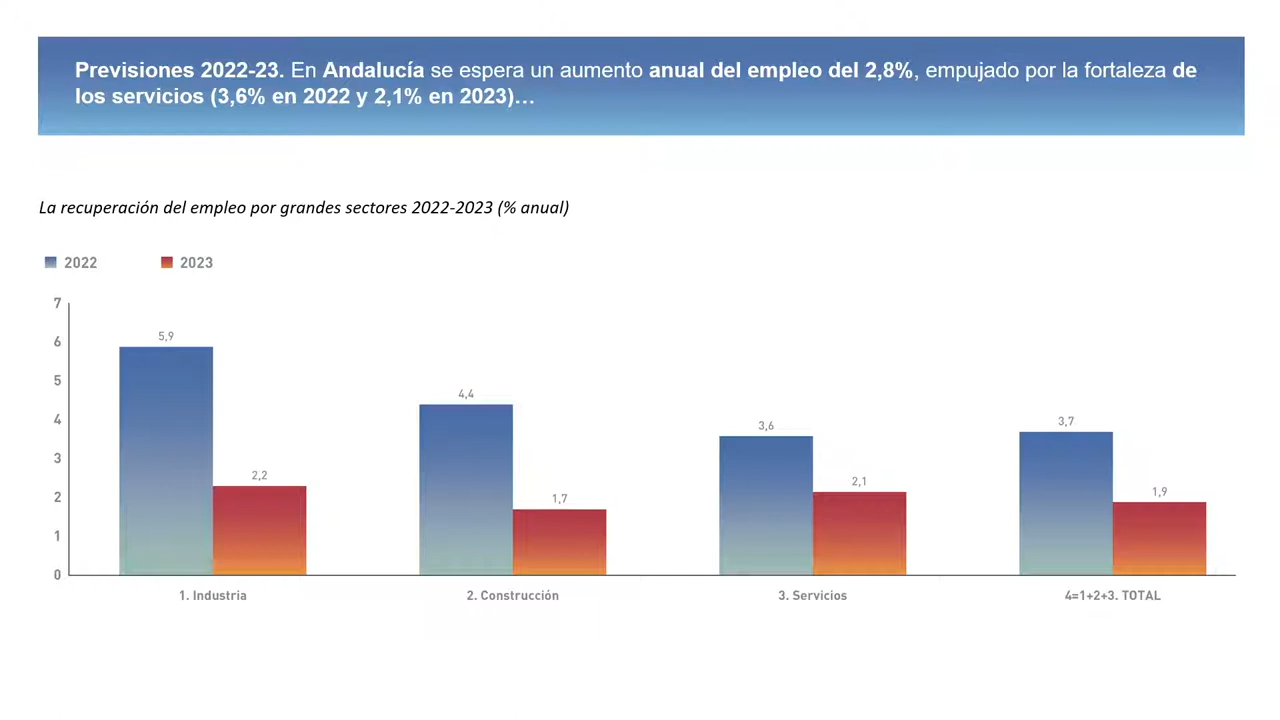 Previsiones 2022-23. En Andalucía se espera un aumento anual del empleo del 2,8%, empujado por la fortaleza de
los servicios (3,6% en 2022 y 2,1% en 2023)…
La recuperación del empleo por grandes sectores 2022-2023 (% anual)
2022 2023
7
6
5
4
3
2
1
0
5,9
2,2
4,4
1,7
3,6
2,1
3,7
1,9
1. Industria
2. Construcción
3. Servicios
4=1+2+3. TOTAL